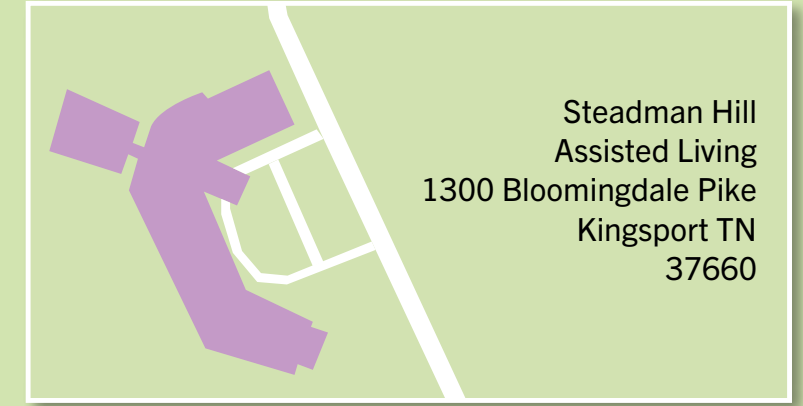 Steadman Hill
Assisted Living
1300 Bloomingdale Pike
Kingsport TN
37660